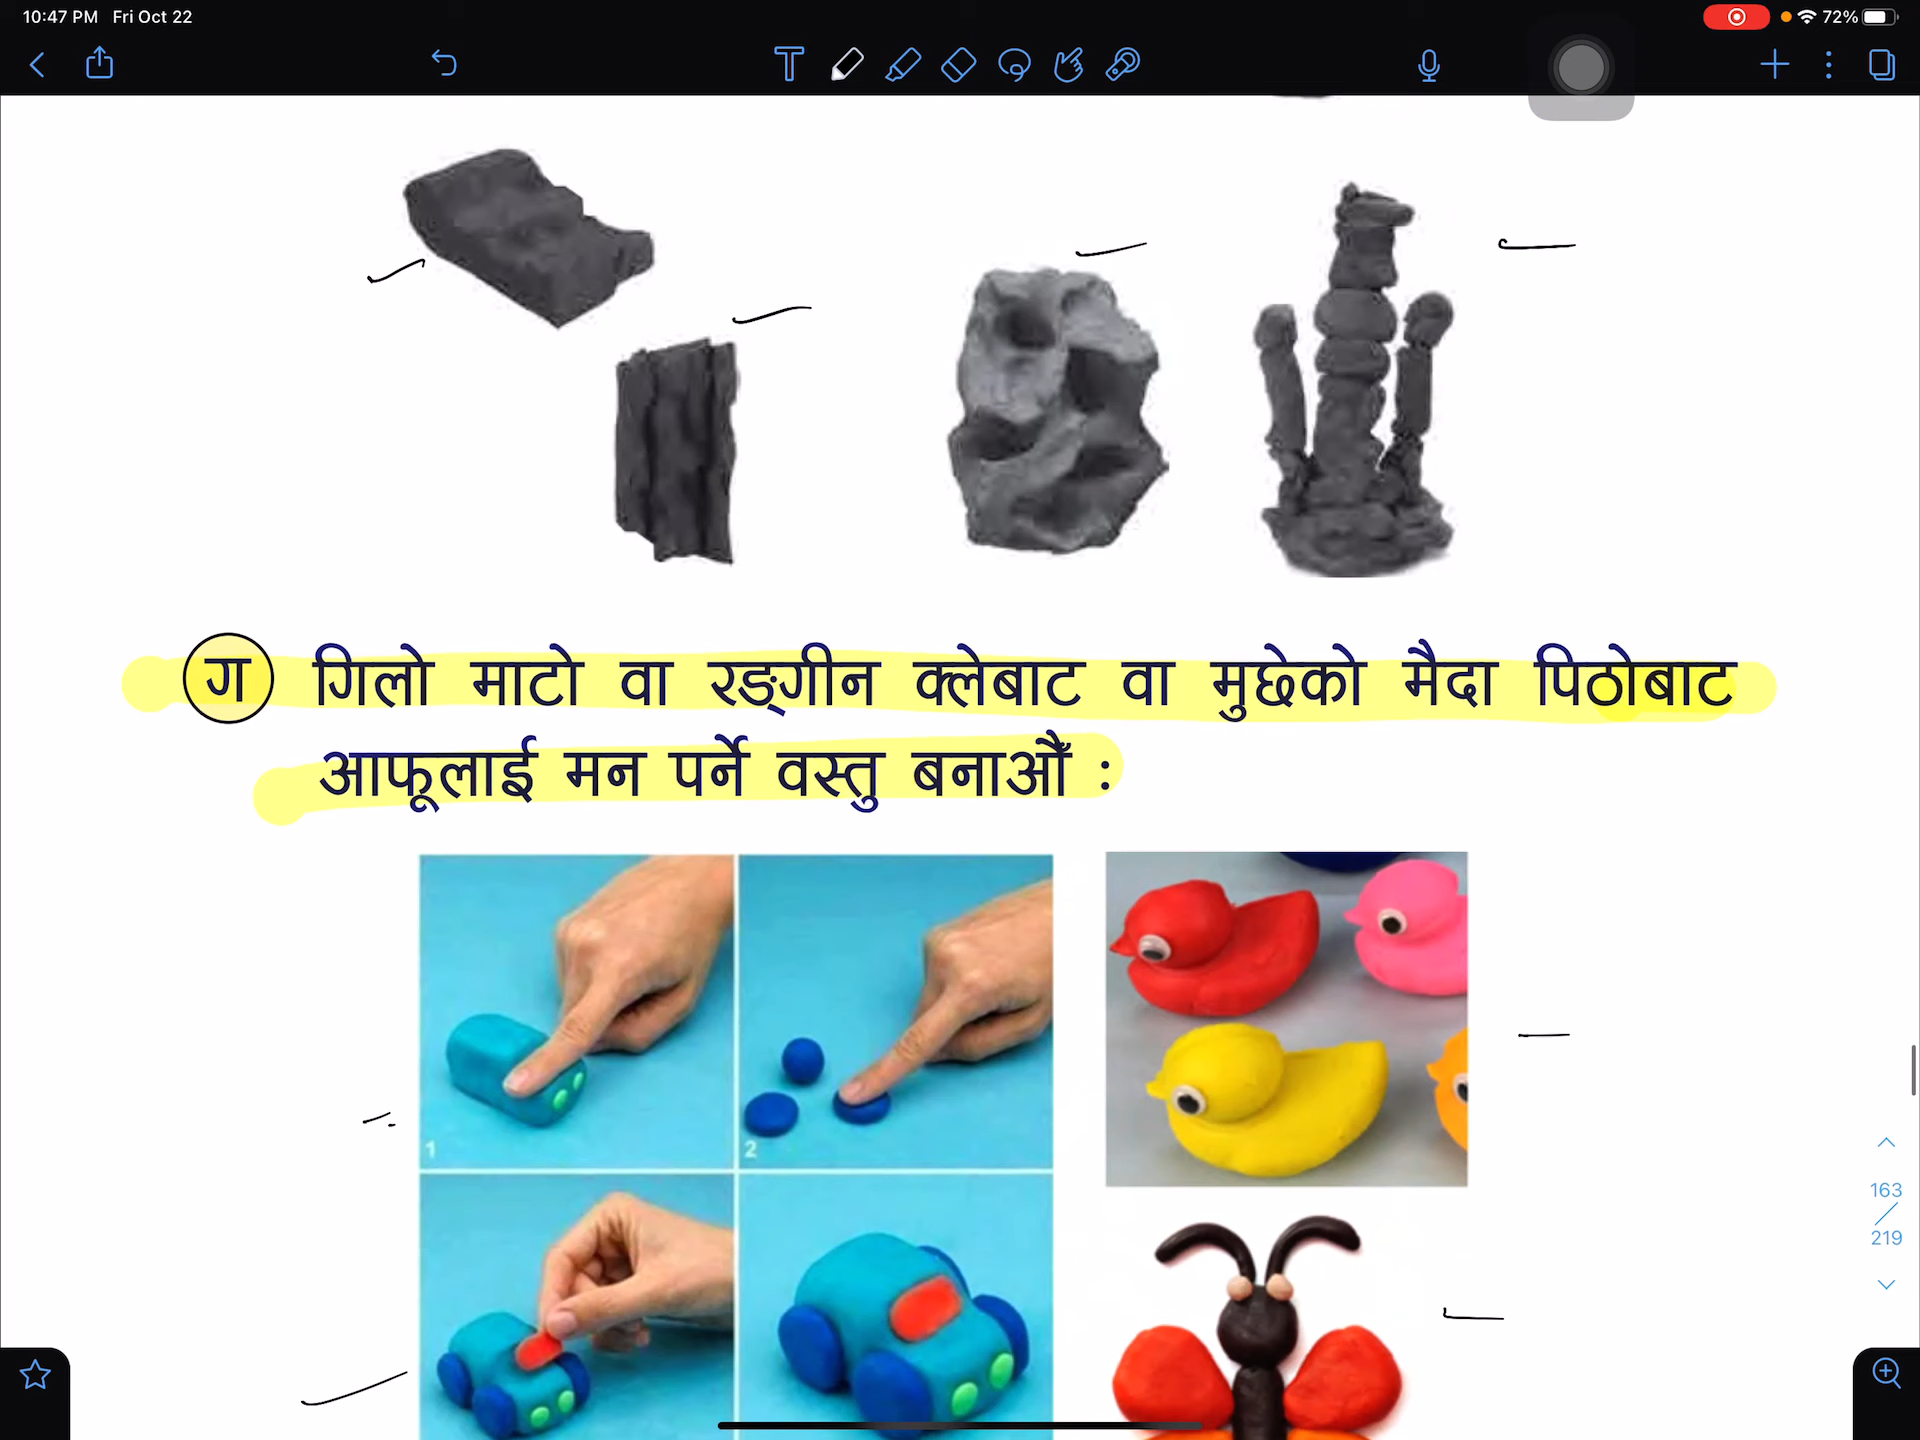 10:47 PM Fri Oct 22
72%
ग गिलो माटो वा रङ्गीन क्लेबाट वा मुछेको मैदा पिठोबाट
आफूलाई मन पर्ने वस्तु बनाऔँ :
1
2
163
/
219